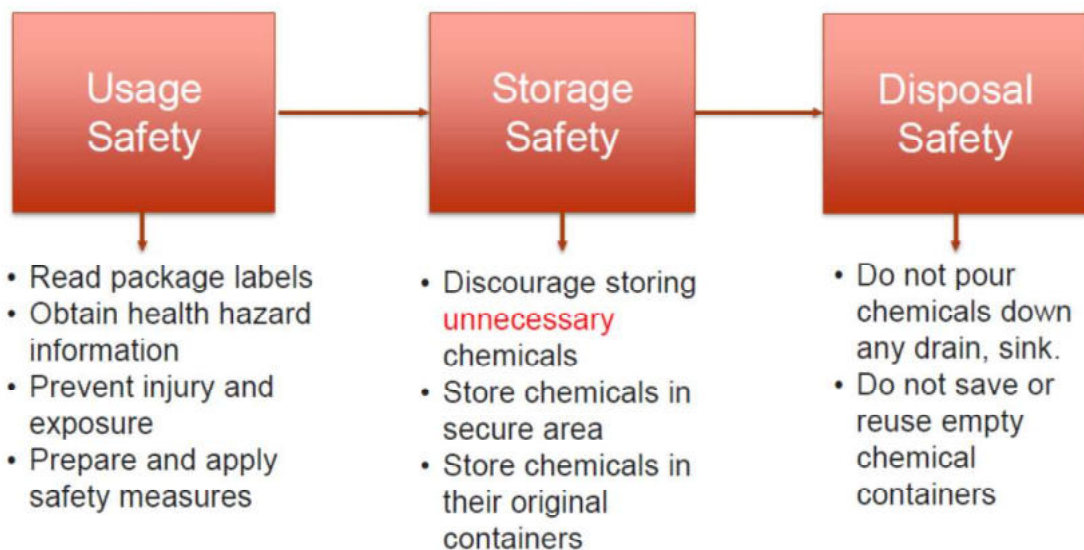 Usage
Safety
Storage
Safety
Disposal
Safety
• Read package labels
• Obtain health hazard
information
• Prevent injury and
exposure
• Prepare and apply
safety measures
• Discourage storing
unnecessary
chemicals
• Store chemicals in
secure area
• Store chemicals in
their original
containers
• Do not pour
chemicals down
any drain, sink.
• Do not save or
reuse empty
chemical
containers